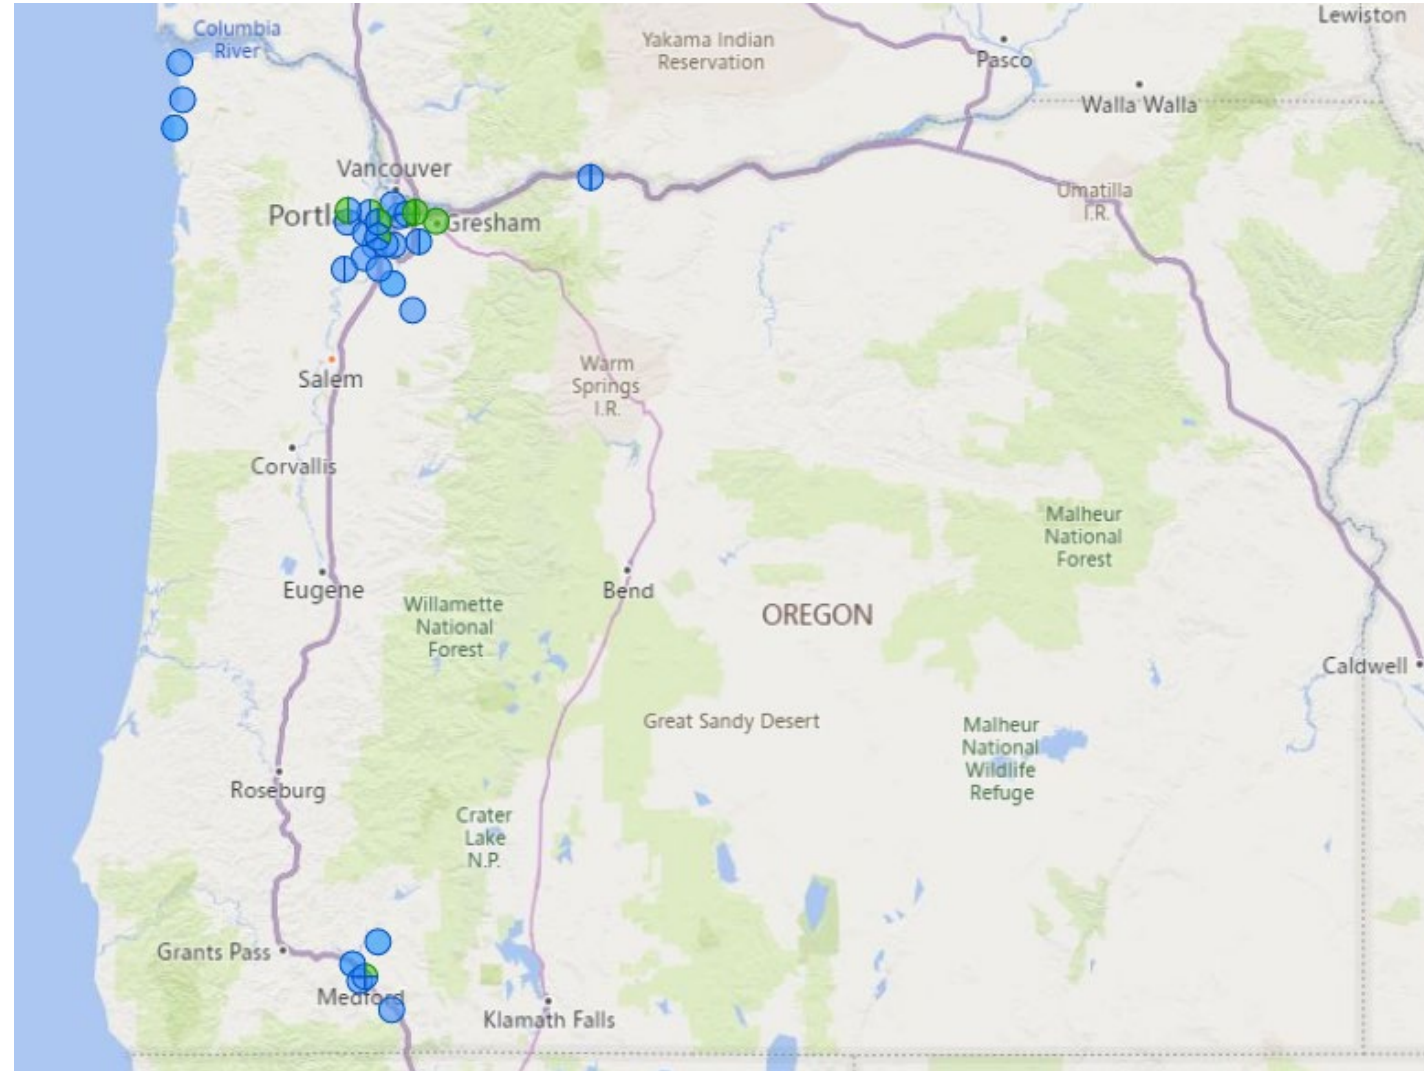 Columbia
River
Lewiston
Yakama Indian
Reservation
Pasco
Walla Walla
Vancouver
Portl
Gresham
Umatilla
I.R.
Warm
Springs
I.R.
Salem
Corvallis
Malheur
National
Forest
Eugene
Bend
OREGON
Willamette
National
Forest
Caldwell
Great Sandy Desert
Malheur
National
Wildlife
Refuge
Roseburg
Crater
Lake
N.P.
Grants Pass
Medford
Klamath Falls